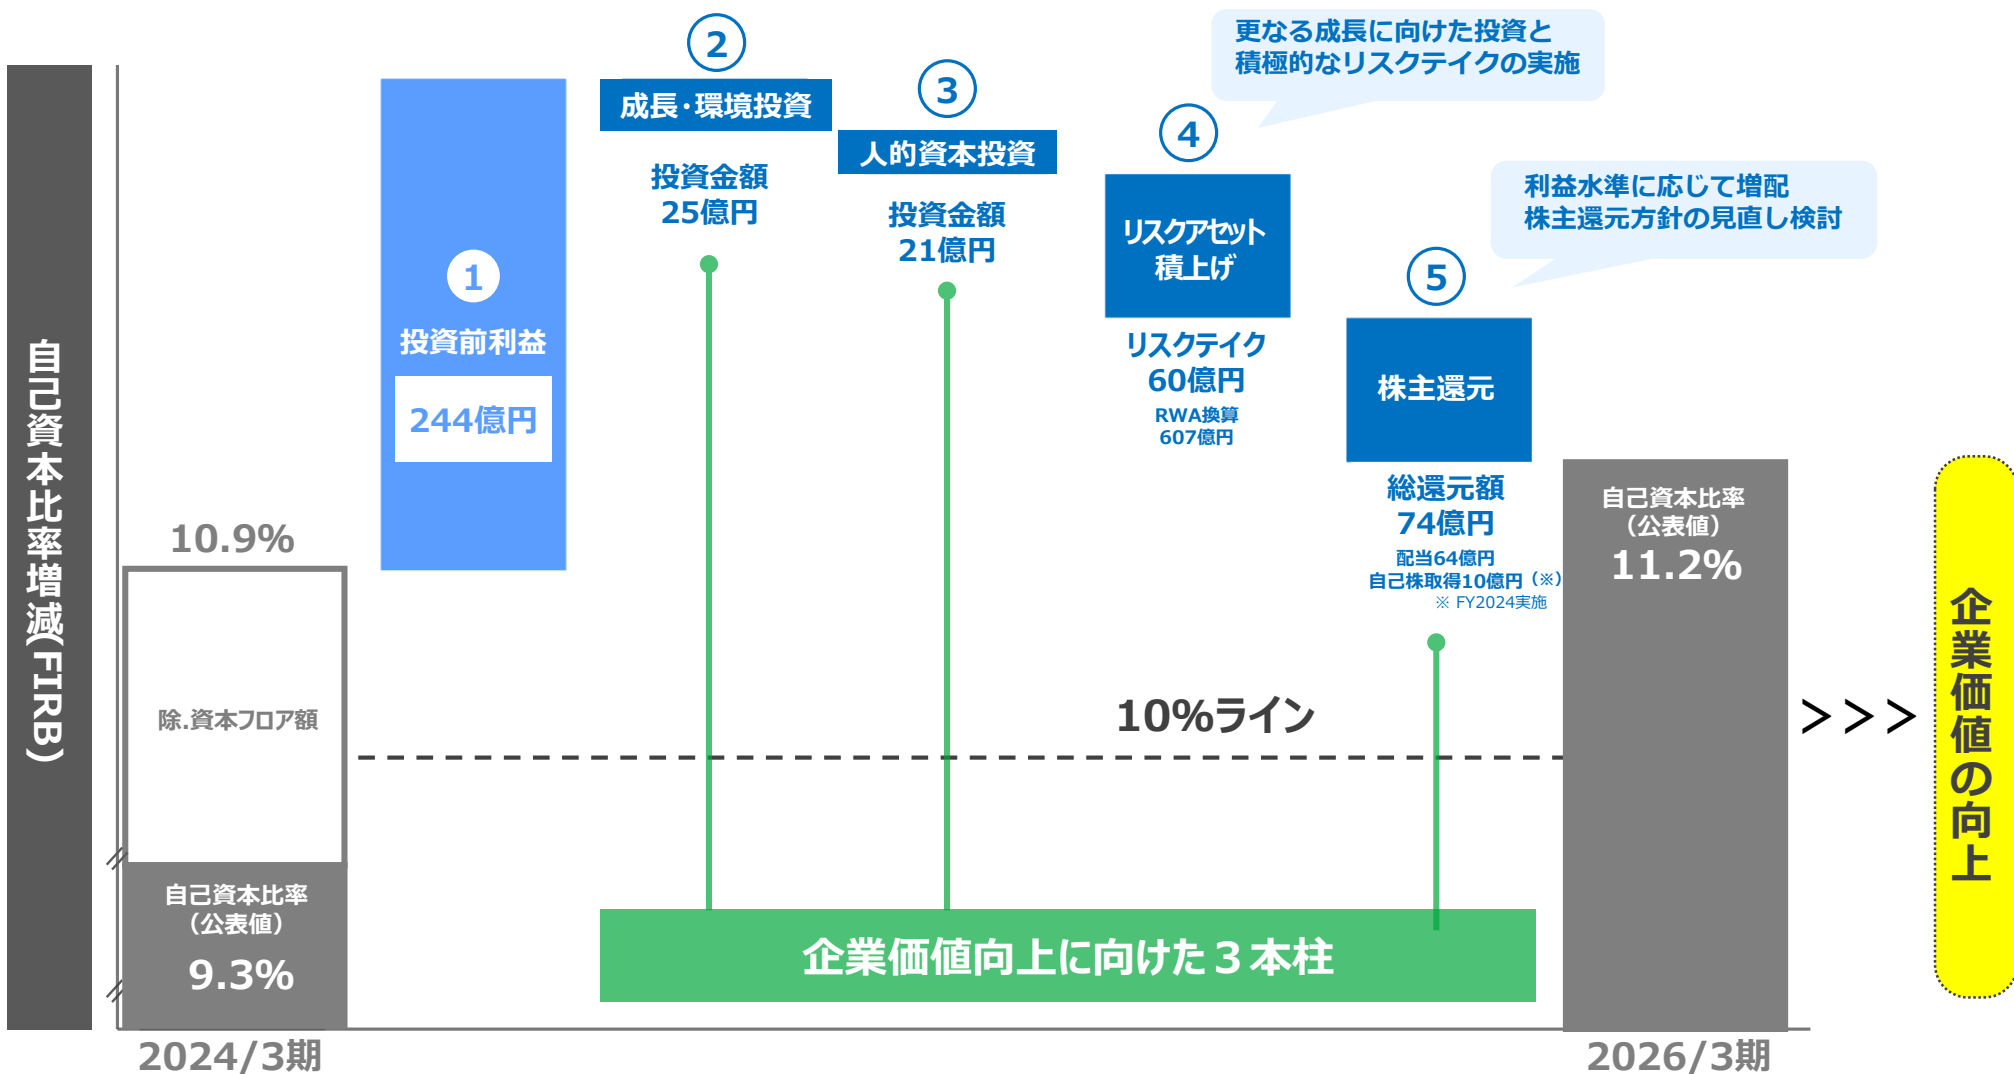 自己資本比率増減(FIRB)
10.9%
除.資本フロア額
自己資本比率
（公表値）
9.3%
2024/3期
1
投資前利益
244億円
2
成長・環境投資
投資金額
25億円
3
人的資本投資
投資金額
21億円
更なる成長に向けた投資と
積極的なリスクテイクの実施
4
リスクアセット
積上げ
リスクテイク
60億円
RWA換算
607億円
利益水準に応じて増配
株主還元方針の見直し検討
5
株主還元
総還元額
74億円
配当64億円
自己株取得10億円（※）
※ FY2024実施
10%ライン
企業価値向上に向けた３本柱
自己資本比率
（公表値）
11.2%
2026/3期
>>>
企業価値の向上